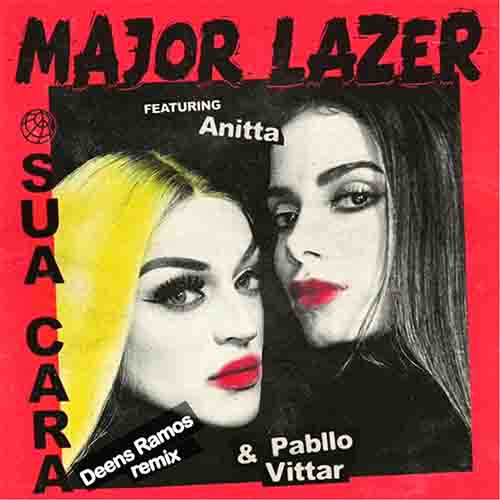 MAJOR LAZER
FEATURING
Anitta
SUA CARA
Deens Ramos
remix
& Pabllo
Vittar